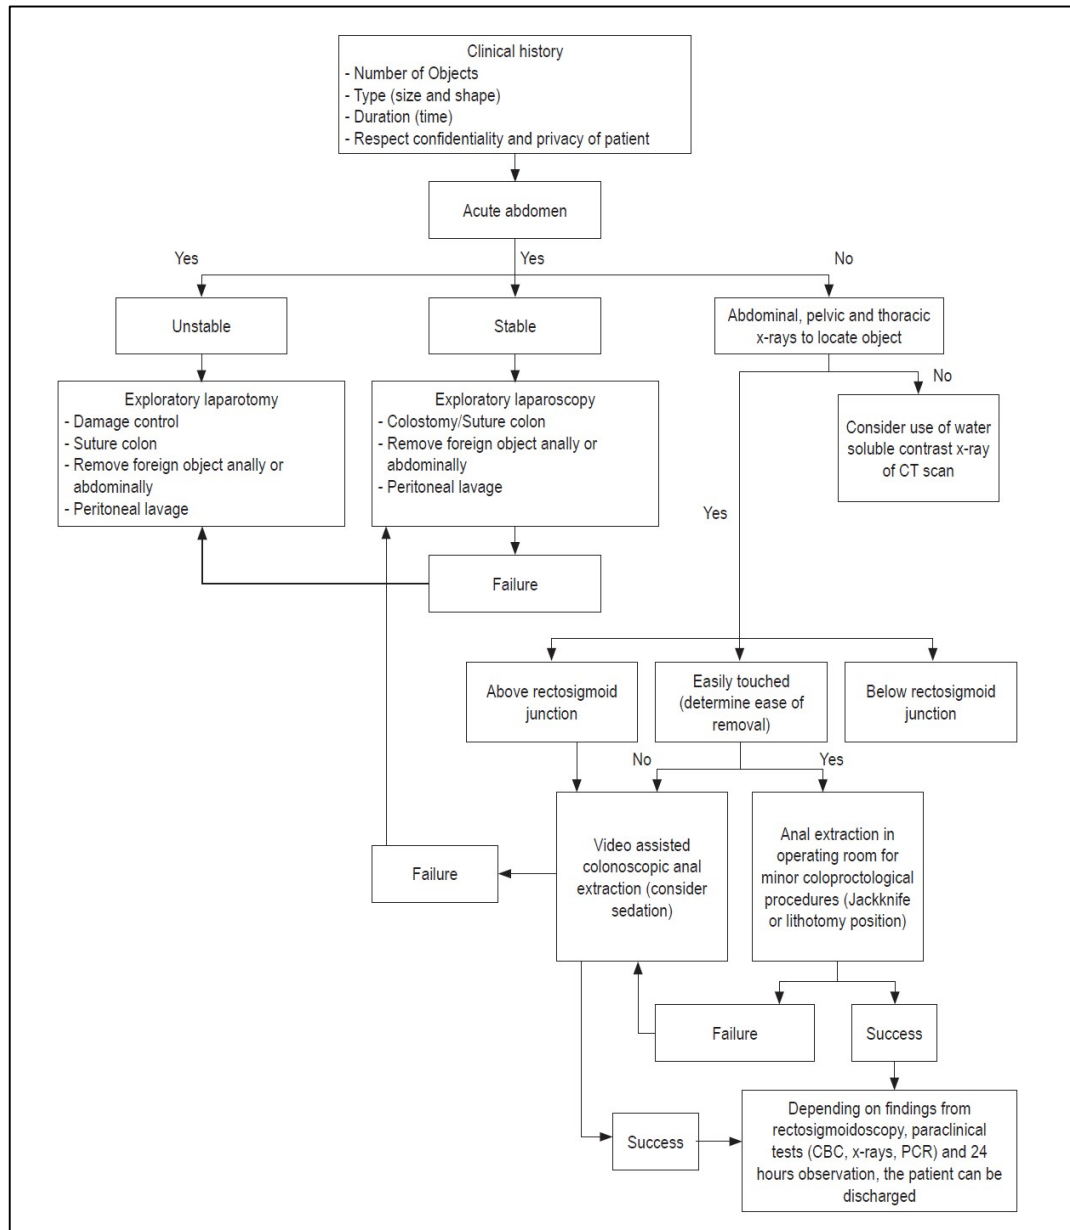 Clinical history
- Number of Objects
- Type (size and shape)
- Duration (time)
- Respect confidentiality and privacy of patient
Acute abdomen
Yes
Yes
No
Unstable
Stable
Abdominal, pelvic and thoracic
x-rays to locate object
Exploratory laparotomy
- Damage control
- Suture colon
- Remove foreign object anally or
abdominally
- Peritoneal lavage
Exploratory laparoscopy
- Colostomy/Suture colon
- Remove foreign object anally or
abdominally
- Peritoneal lavage
No
Consider use of water
soluble contrast x-ray
of CT scan
Yes
Failure
Above rectosigmoid
junction
Easily touched
(determine ease of
removal)
Below rectosigmoid
junction
No
Yes
Failure
Video assisted
colonoscopic anal
extraction (consider
sedation)
Anal extraction in
operating room for
minor coloproctological
procedures (Jackknife
or lithotomy position)
Failure
Success
Success
Depending on findings from
rectosigmoidoscopy, paraclinical
tests (CBC, x-rays, PCR) and 24
hours observation, the patient can be
discharged